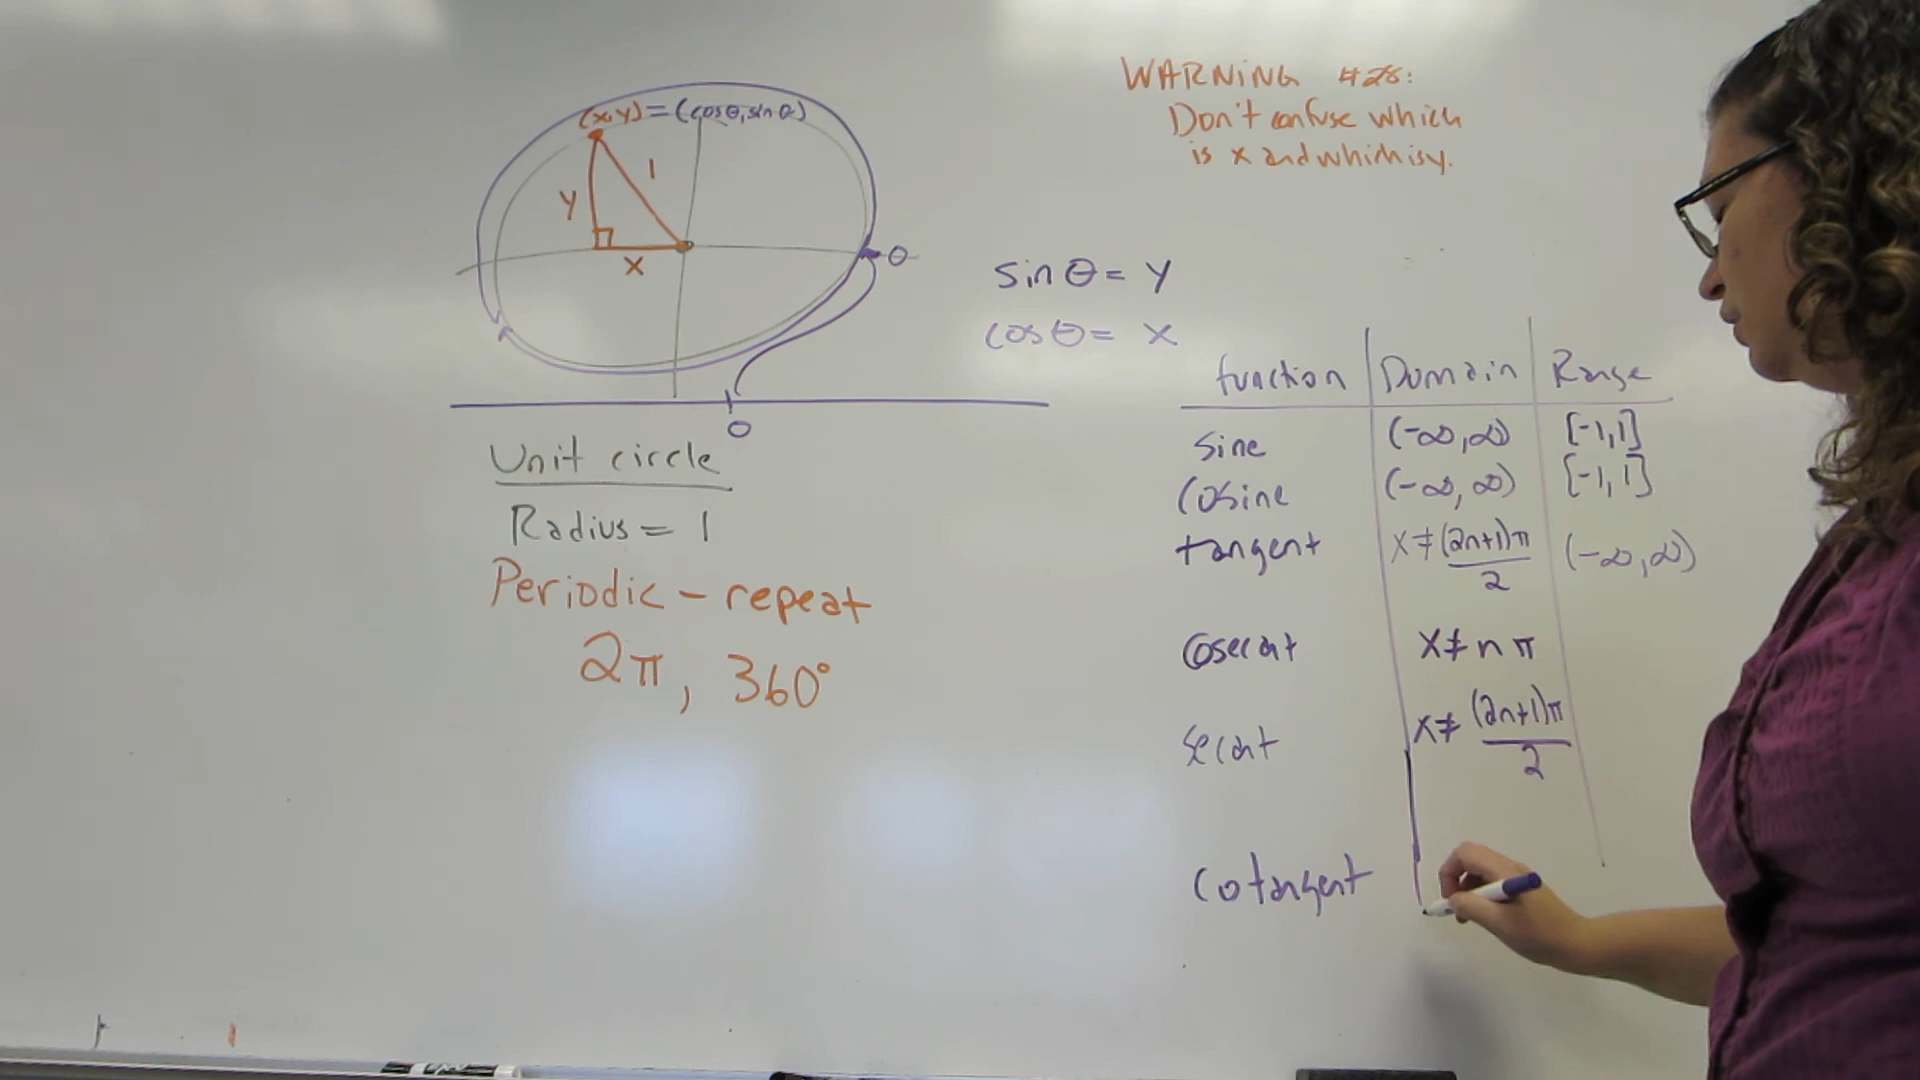 (x,y) = (cosθ, sinθ)
1
y
x
θ
0
Unit circle
Radius = 1
Periodic - repeat
2π, 360°
WARNING #28:
Don't confuse which
is x and which is y.
sin θ = y
cos θ = x
function Domain Range
Sine (-∞,∞) [-1,1]
Cosine (-∞,∞) [-1,1]
tangent x ≠ (2n+1)π/2 (-∞,∞)
Cosecant x ≠ nπ
Secant x ≠ (2n+1)π/2
Cotangent